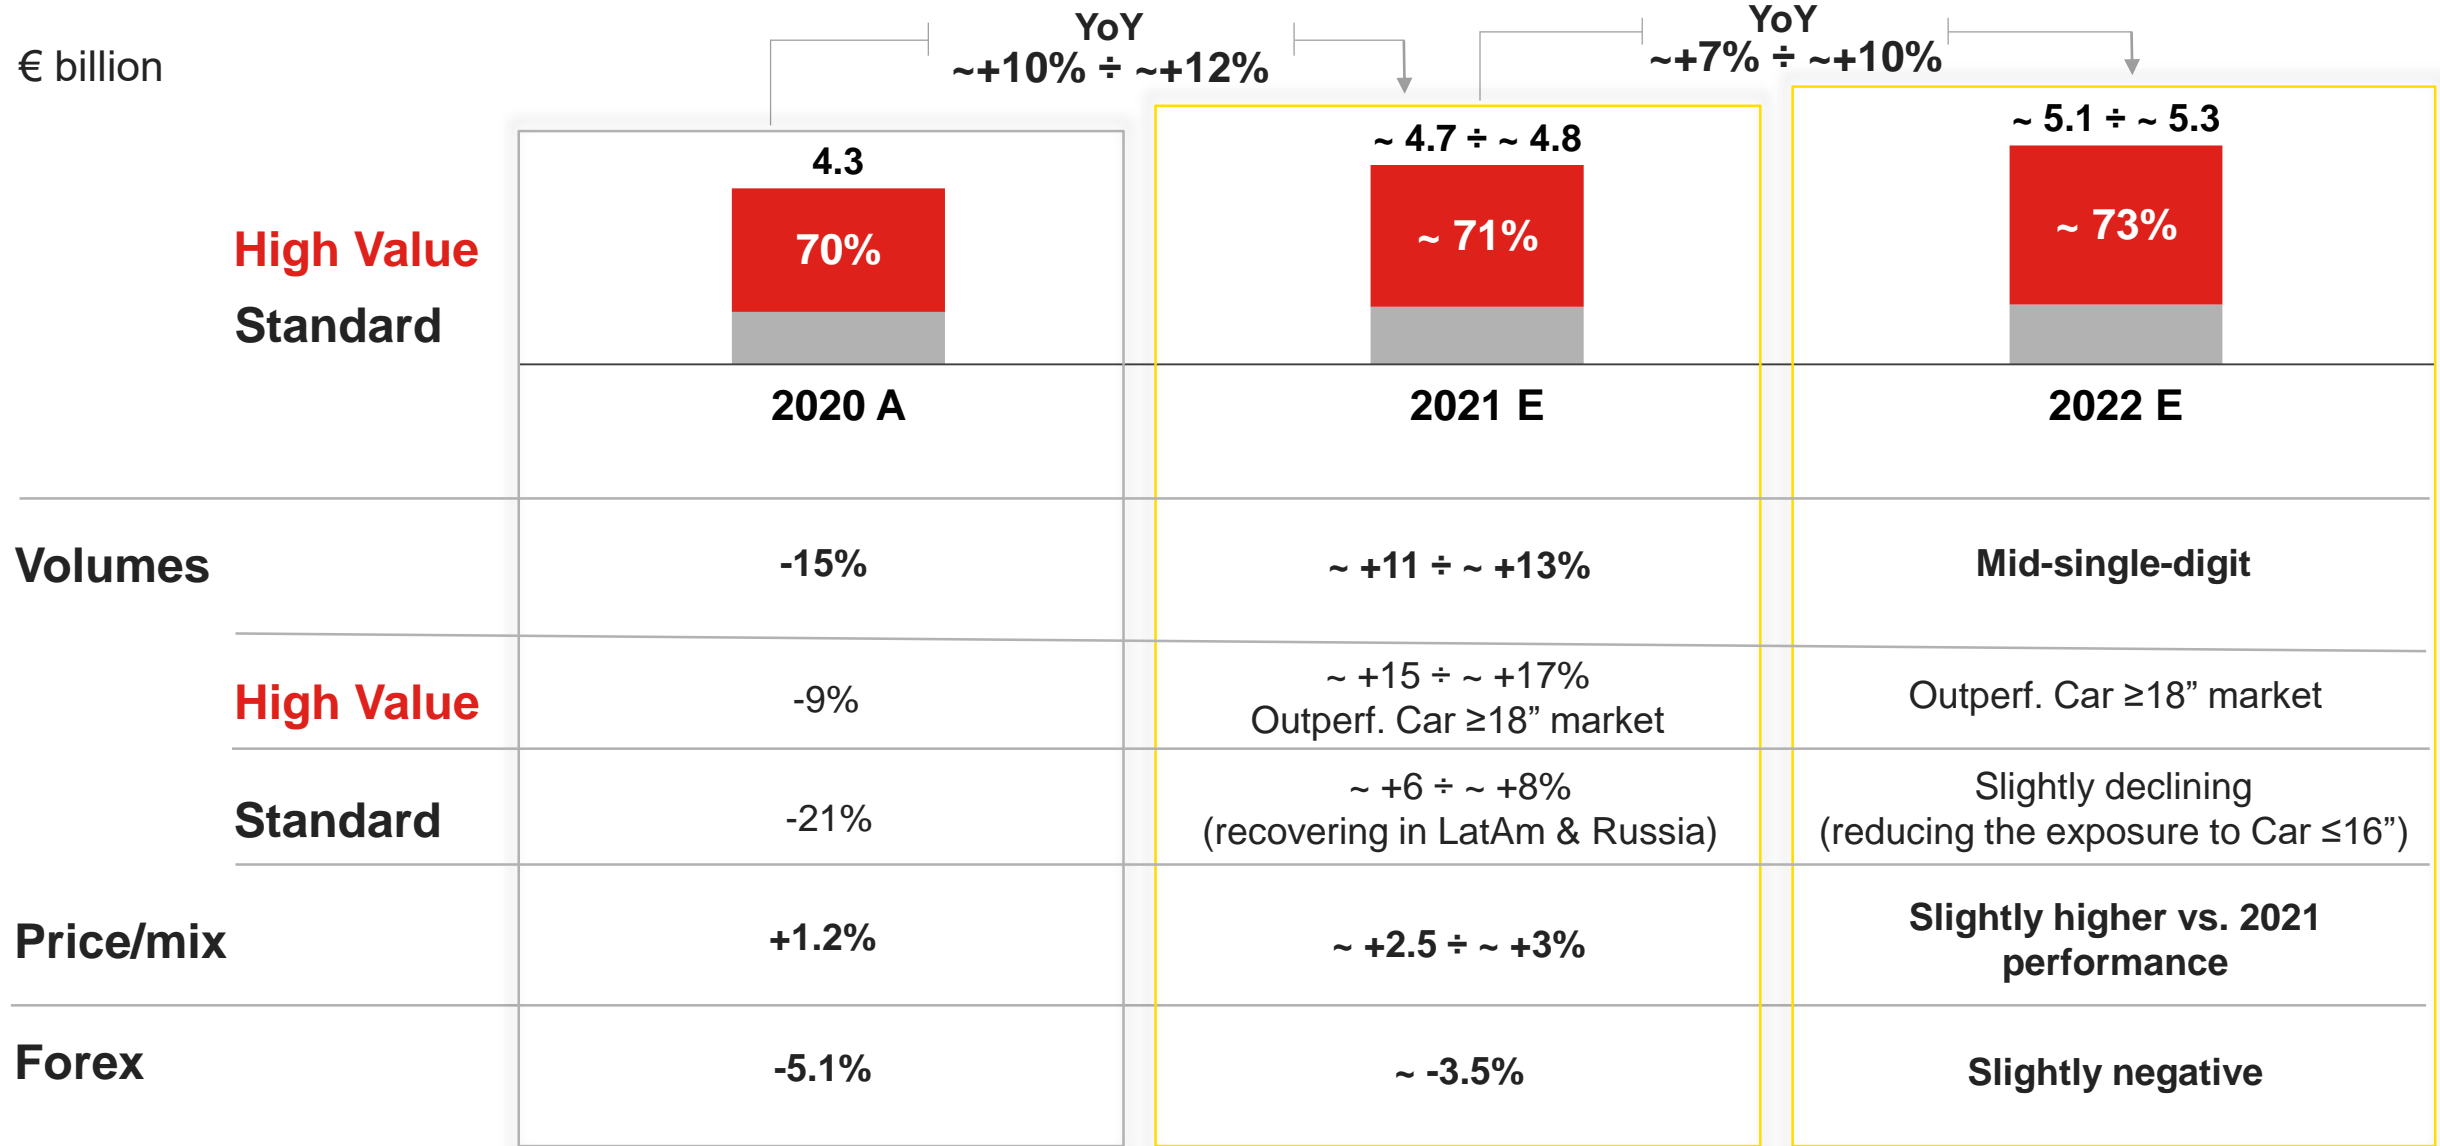 € billion
YoY
~+10% ÷ ~+12%
YoY
~+7% ÷ ~+10%
4.3
~ 4.7 ÷ ~ 4.8
~ 5.1 ÷ ~ 5.3
High Value
70%
~ 71%
~ 73%
Standard
2020 A
2021 E
2022 E
Volumes
-15%
~ +11 ÷ ~ +13%
Mid-single-digit
High Value
-9%
~ +15 ÷ ~ +17%
Outperf. Car ≥18” market
Outperf. Car ≥18” market
Standard
-21%
~ +6 ÷ ~ +8%
(recovering in LatAm & Russia)
Slightly declining
(reducing the exposure to Car ≤16”)
Price/mix
+1.2%
~ +2.5 ÷ ~ +3%
Slightly higher vs. 2021
performance
Forex
-5.1%
~ -3.5%
Slightly negative